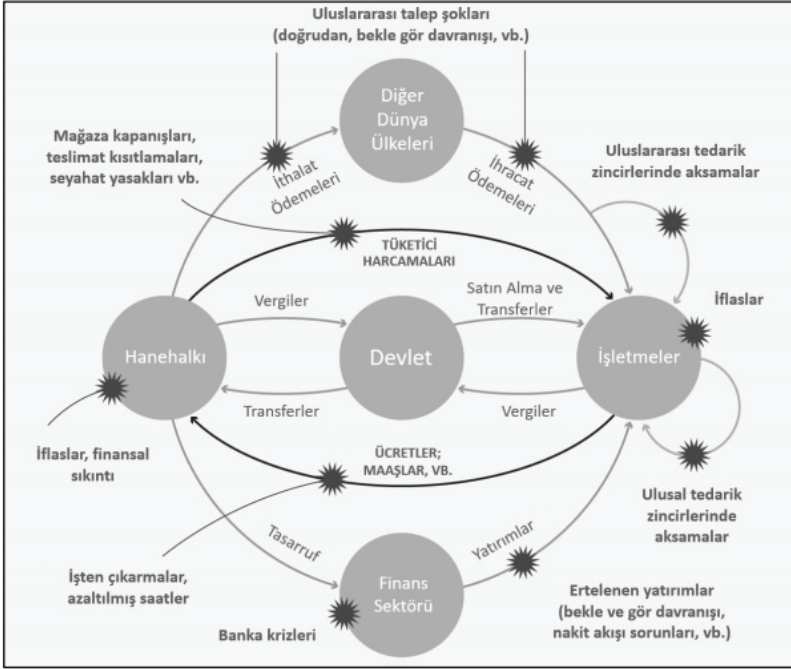 Uluslararası talep şokları
(doğrudan, bekle gör davranışı, vb.)
Diğer
Dünya
Ülkeleri
Mağaza kapanışları,
teslimat kısıtlamaları,
seyahat yasakları vb.
İthalat
Ödemeleri
İhracat
Ödemeleri
Uluslararası tedarik
zincirlerinde aksamalar
TÜKETİCİ
HARCAMALARI
Vergiler
Satın Alma ve
Transferler
İflaslar
Hanehalkı
Devlet
İşletmeler
Transferler
Vergiler
İflaslar, finansal
sıkıntı
ÜCRETLER;
MAAŞLAR, VB.
Ulusal tedarik
zincirlerinde
aksamalar
Tasarruf
Yatırımlar
İşten çıkarmalar,
azaltılmış saatler
Finans
Sektörü
Banka krizleri
Ertelenen yatırımlar
(bekle ve gör davranışı,
nakit akışı sorunları, vb.)